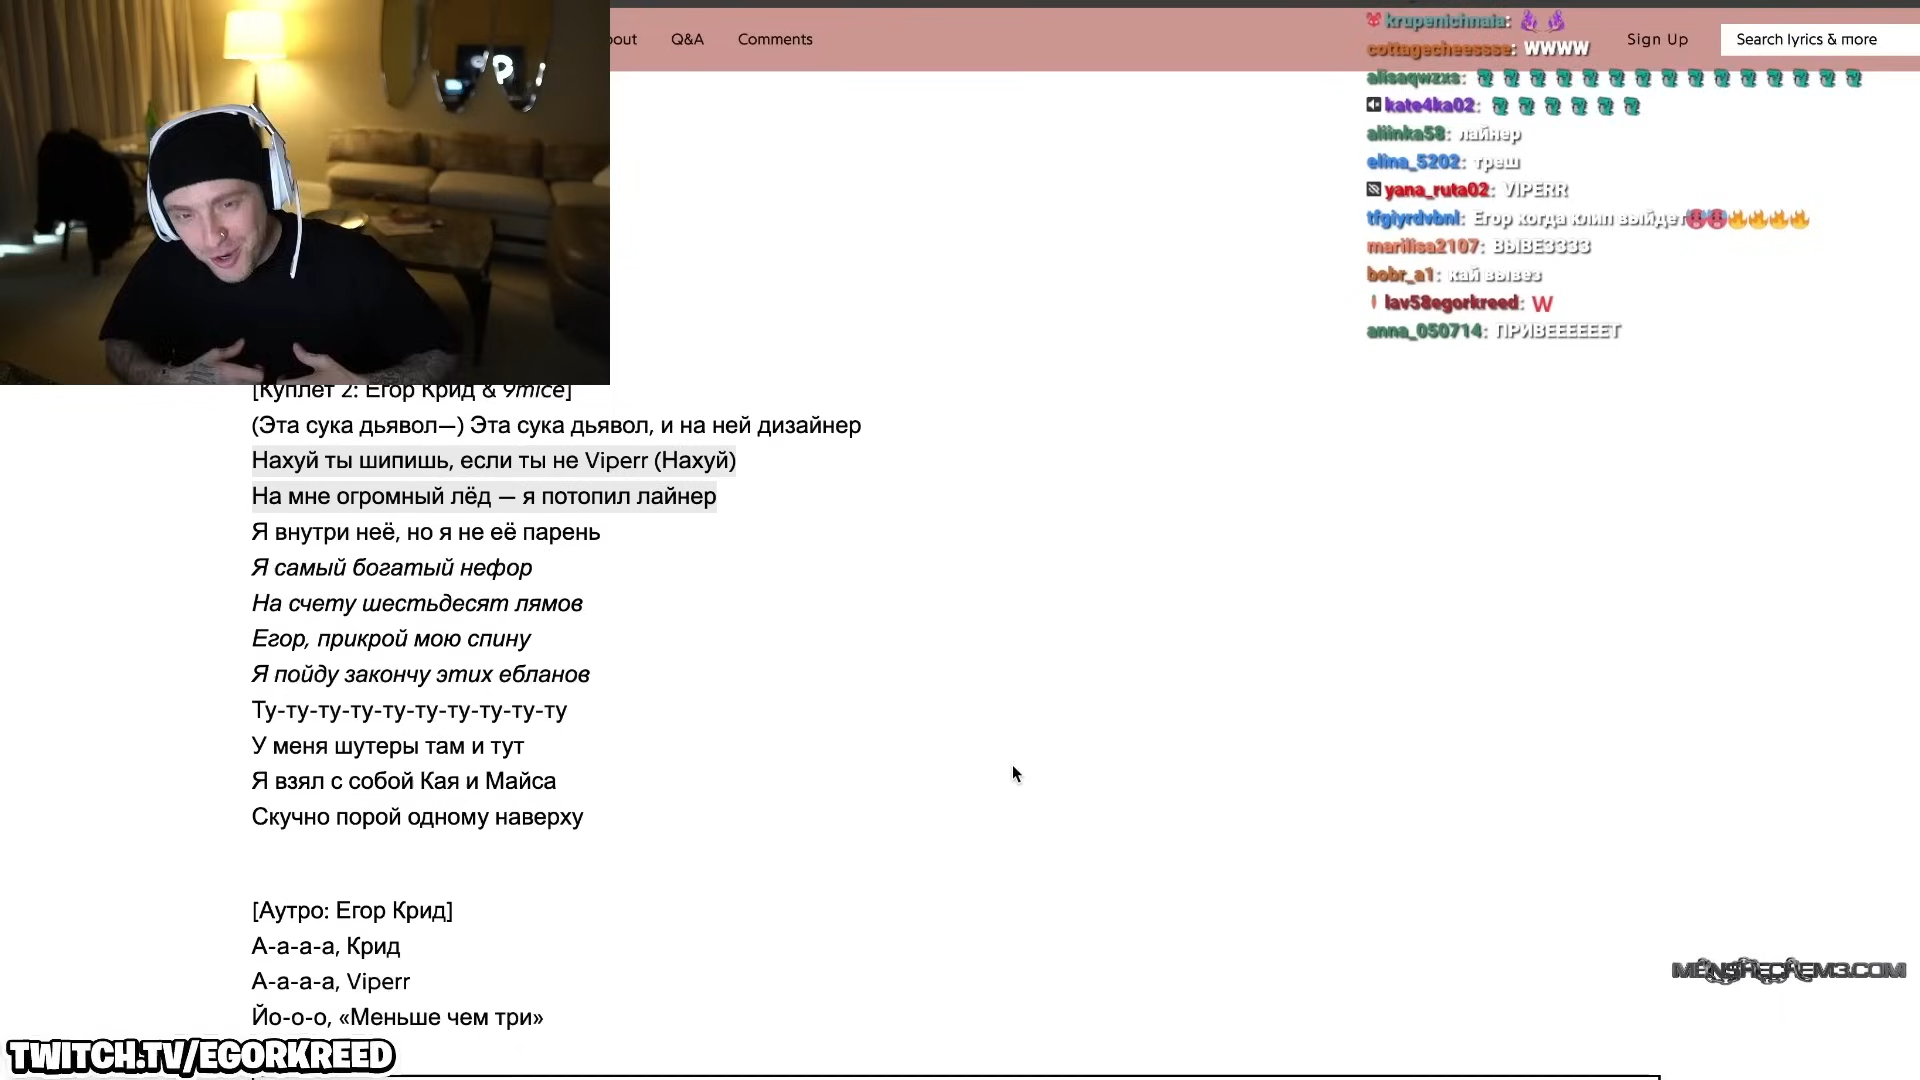 bout Q&A Comments Sign Up Search lyrics & more
krupenichnaia:
cottagecheessse: WWWW
alisaqwzxs:
kate4ka02:
aliinka58: лайнер
elina_5202: треш
yana_ruta02: VIPERR
tfgiyrdvbnl: Егор когда клип выйдет
marilisa2107: ВЫВЕЗЗЗЗ
bobr_a1: кай вывез
lav58egorkreed: W
anna_050714: ПРИВЕЕЕЕЕЕТ
[Куплет 2: Егор Крид & 9mice]
(Эта сука дьявол—) Эта сука дьявол, и на ней дизайнер
Нахуй ты шипишь, если ты не Viperr (Нахуй)
На мне огромный лёд — я потопил лайнер
Я внутри неё, но я не её парень
Я самый богатый нефор
На счету шестьдесят лямов
Егор, прикрой мою спину
Я пойду закончу этих ебланов
Ту-ту-ту-ту-ту-ту-ту-ту-ту-ту
У меня шутеры там и тут
Я взял с собой Кая и Майса
Скучно порой одному наверху
[Аутро: Егор Крид]
А-а-а-а, Крид
А-а-а-а, Viperr
Йо-о-о, «Меньше чем три»
MENSHECHEM3.COM
TWITCH.TV/EGORKREED